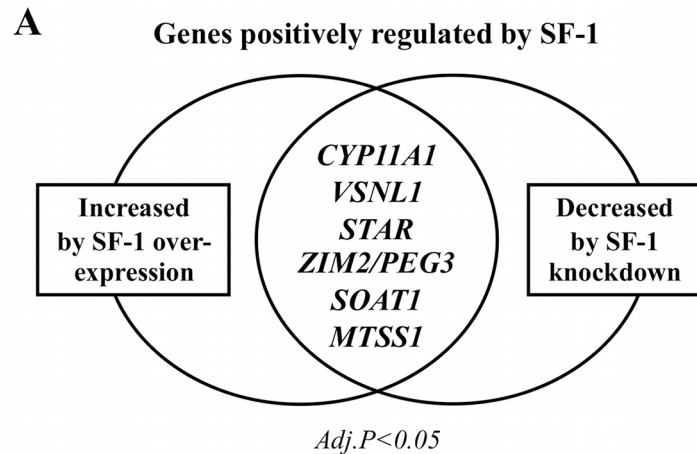 A
Genes positively regulated by SF-1
CYP11A1
VSNL1
STAR
ZIM2/PEG3
SOAT1
MTSS1
Increased
by SF-1 over-
expression
Decreased
by SF-1
knockdown
Adj.P<0.05